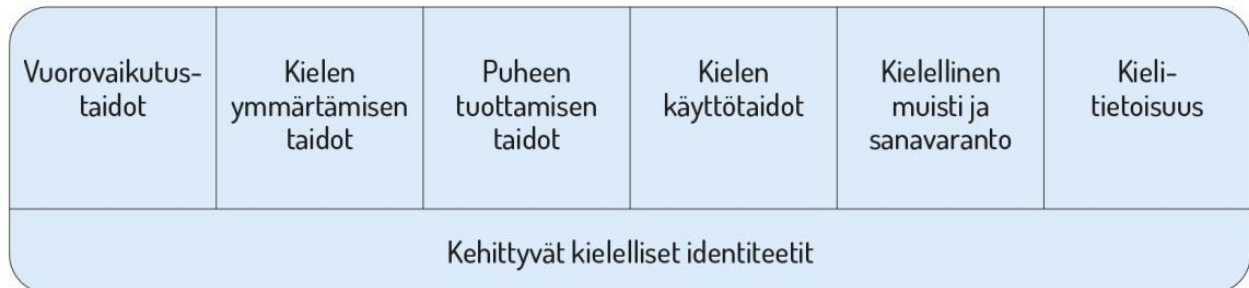 Vuorovaikutus-
taidot
Kielen
ymmärtämisen
taidot
Puheen
tuottamisen
taidot
Kielen
käyttötaidot
Kielellinen
muisti ja
sanavaranto
Kieli-
tietoisuus
Kehittyvät kielelliset identiteetit